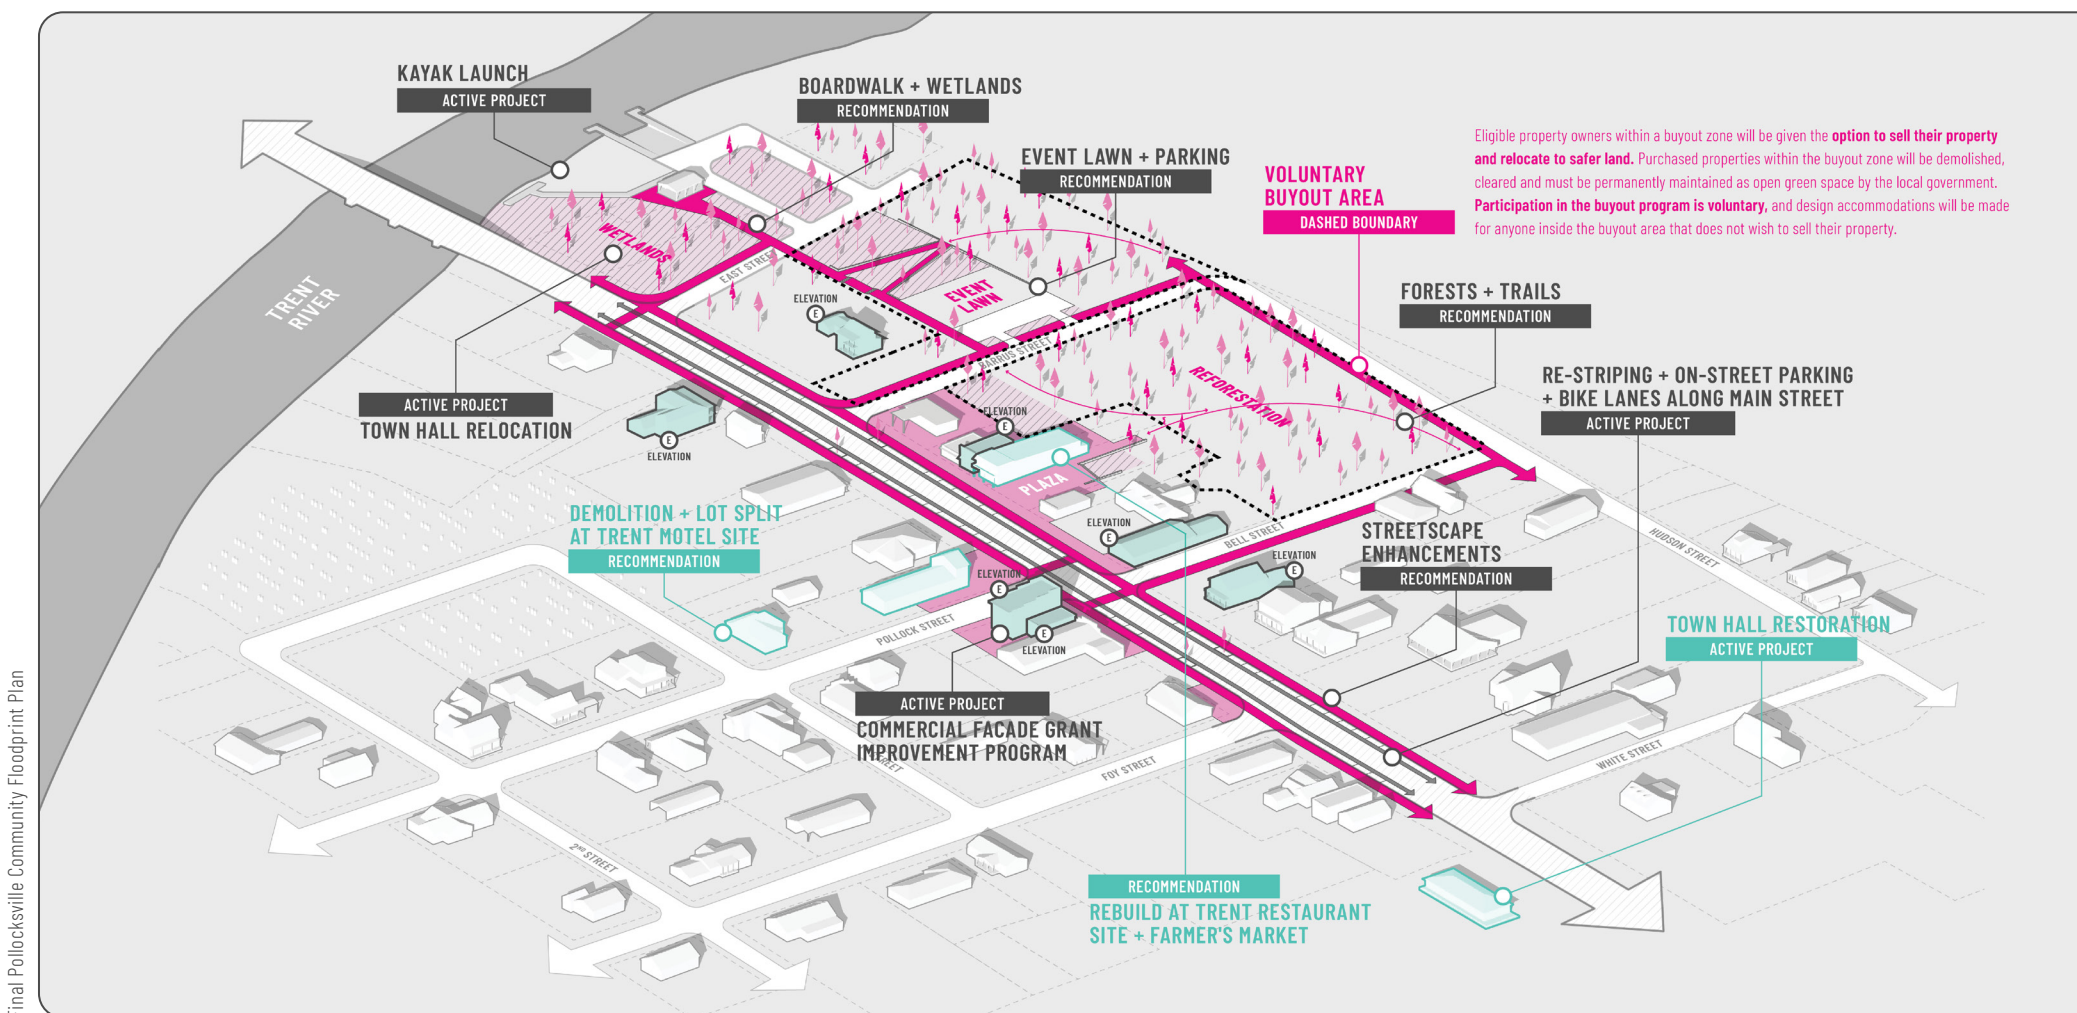 KAYAK LAUNCH
ACTIVE PROJECT
BOARDWALK + WETLANDS
RECOMMENDATION
EVENT LAWN + PARKING
RECOMMENDATION
VOLUNTARY
BUYOUT AREA
DASHED BOUNDARY
Eligible property owners within a buyout zone will be given the option to sell their property
and relocate to safer land. Purchased properties within the buyout zone will be demolished,
cleared and must be permanently maintained as open green space by the local government.
Participation in the buyout program is voluntary, and design accommodations will be made
for anyone inside the buyout area that does not wish to sell their property.
WETLANDS
EAST STREET
TRENT
RIVER
ELEVATION
E
EVENT
LAWN
FORESTS + TRAILS
RECOMMENDATION
BARRUS STREET
REFORESTATION
RE-STRIPING + ON-STREET PARKING
+ BIKE LANES ALONG MAIN STREET
ACTIVE PROJECT
ACTIVE PROJECT
TOWN HALL RELOCATION
E
ELEVATION
ELEVATION
E
PLAZA
DEMOLITION + LOT SPLIT
AT TRENT MOTEL SITE
RECOMMENDATION
ELEVATION
E
BELL STREET
STREETSCAPE
ENHANCEMENTS
RECOMMENDATION
HUDSON STREET
ELEVATION
E
ELEVATION
E
E
ELEVATION
POLLOCK STREET
TOWN HALL RESTORATION
ACTIVE PROJECT
ACTIVE PROJECT
COMMERCIAL FACADE GRANT
IMPROVEMENT PROGRAM
FOY STREET
WHITE STREET
2ND STREET
RECOMMENDATION
REBUILD AT TRENT RESTAURANT
SITE + FARMER'S MARKET
Final Pollocksville Community Floodprint Plan